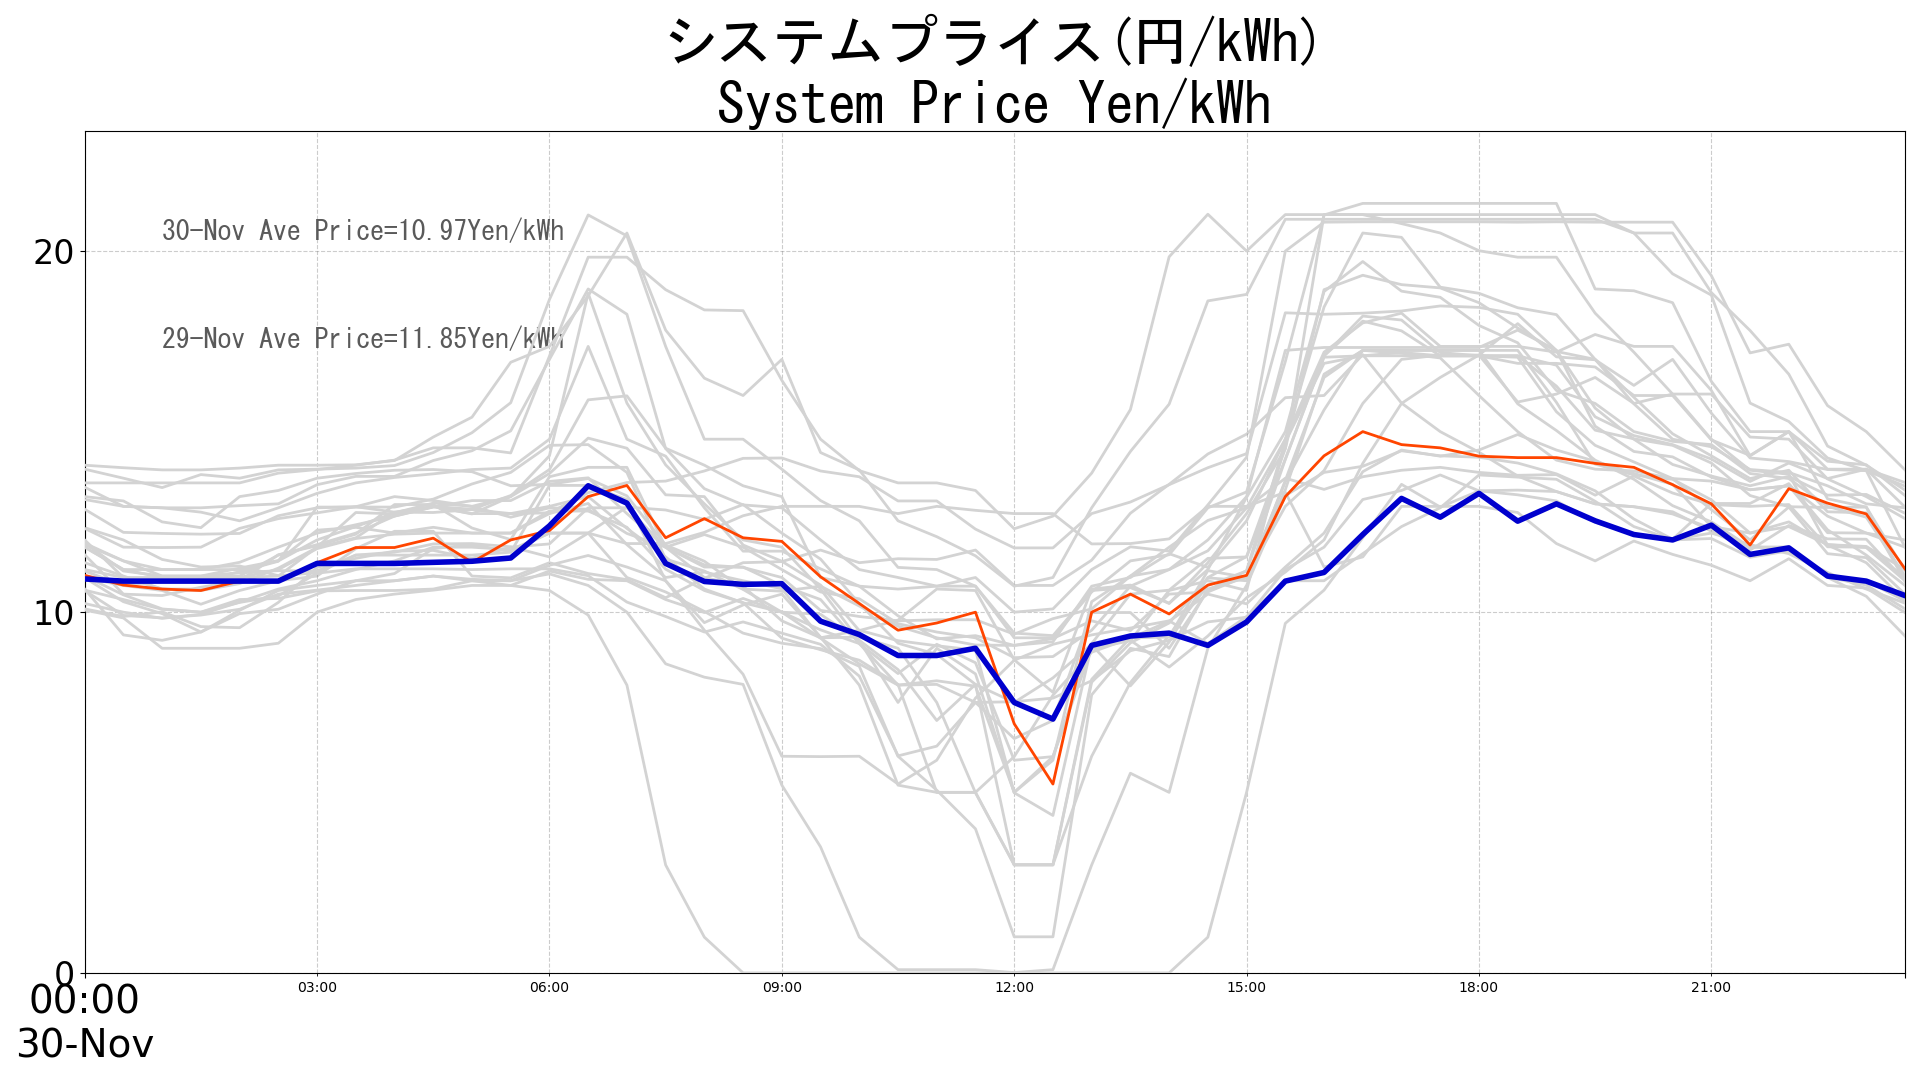 システムプライス(円/kWh)
System Price Yen/kWh
30-Nov Ave Price=10.97Yen/kWh
20
29-Nov Ave Price=11.85Yen/kWh
10
0
00:00
03:00
06:00
09:00
12:00
15:00
18:00
21:00
30-Nov